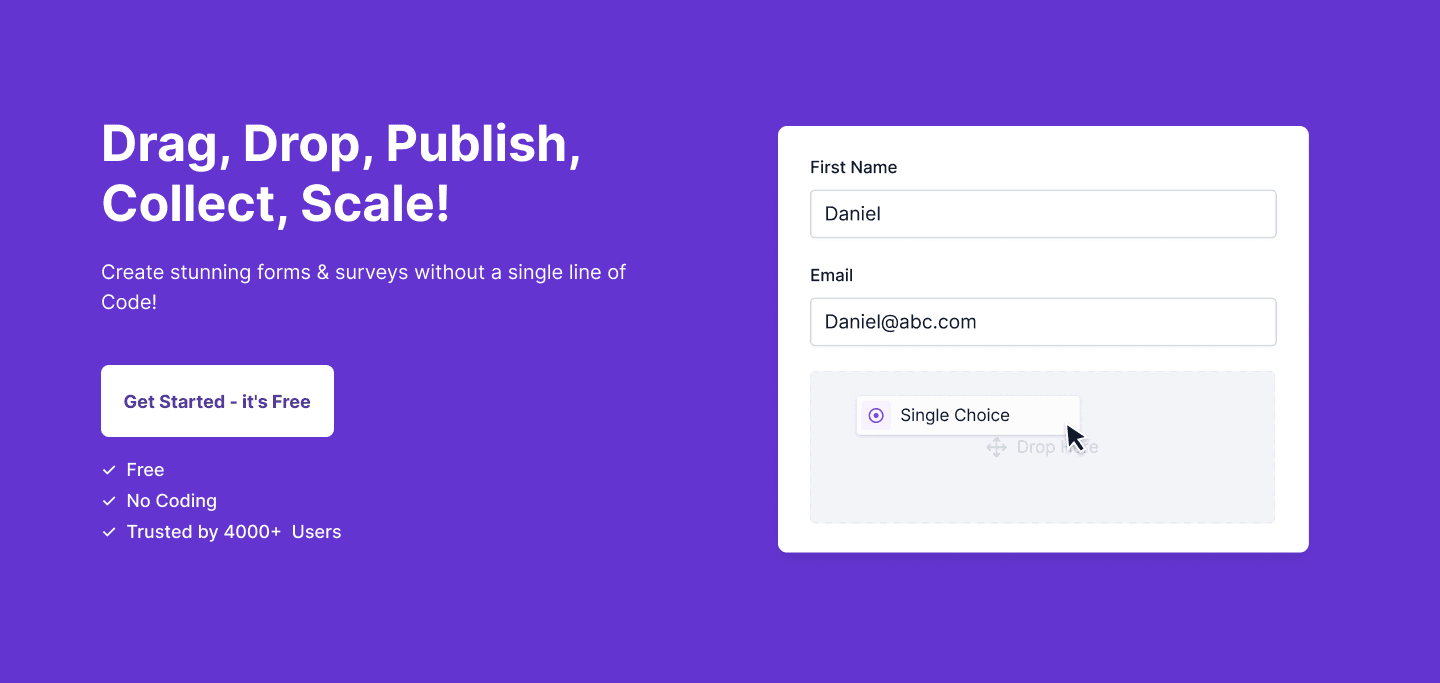 Drag, Drop, Publish,
Collect, Scale!
Create stunning forms & surveys without a single line of
Code!
Get Started - it's Free
Free
No Coding
Trusted by 4000+ Users
First Name
Daniel
Email
Daniel@abc.com
Single Choice
Drop